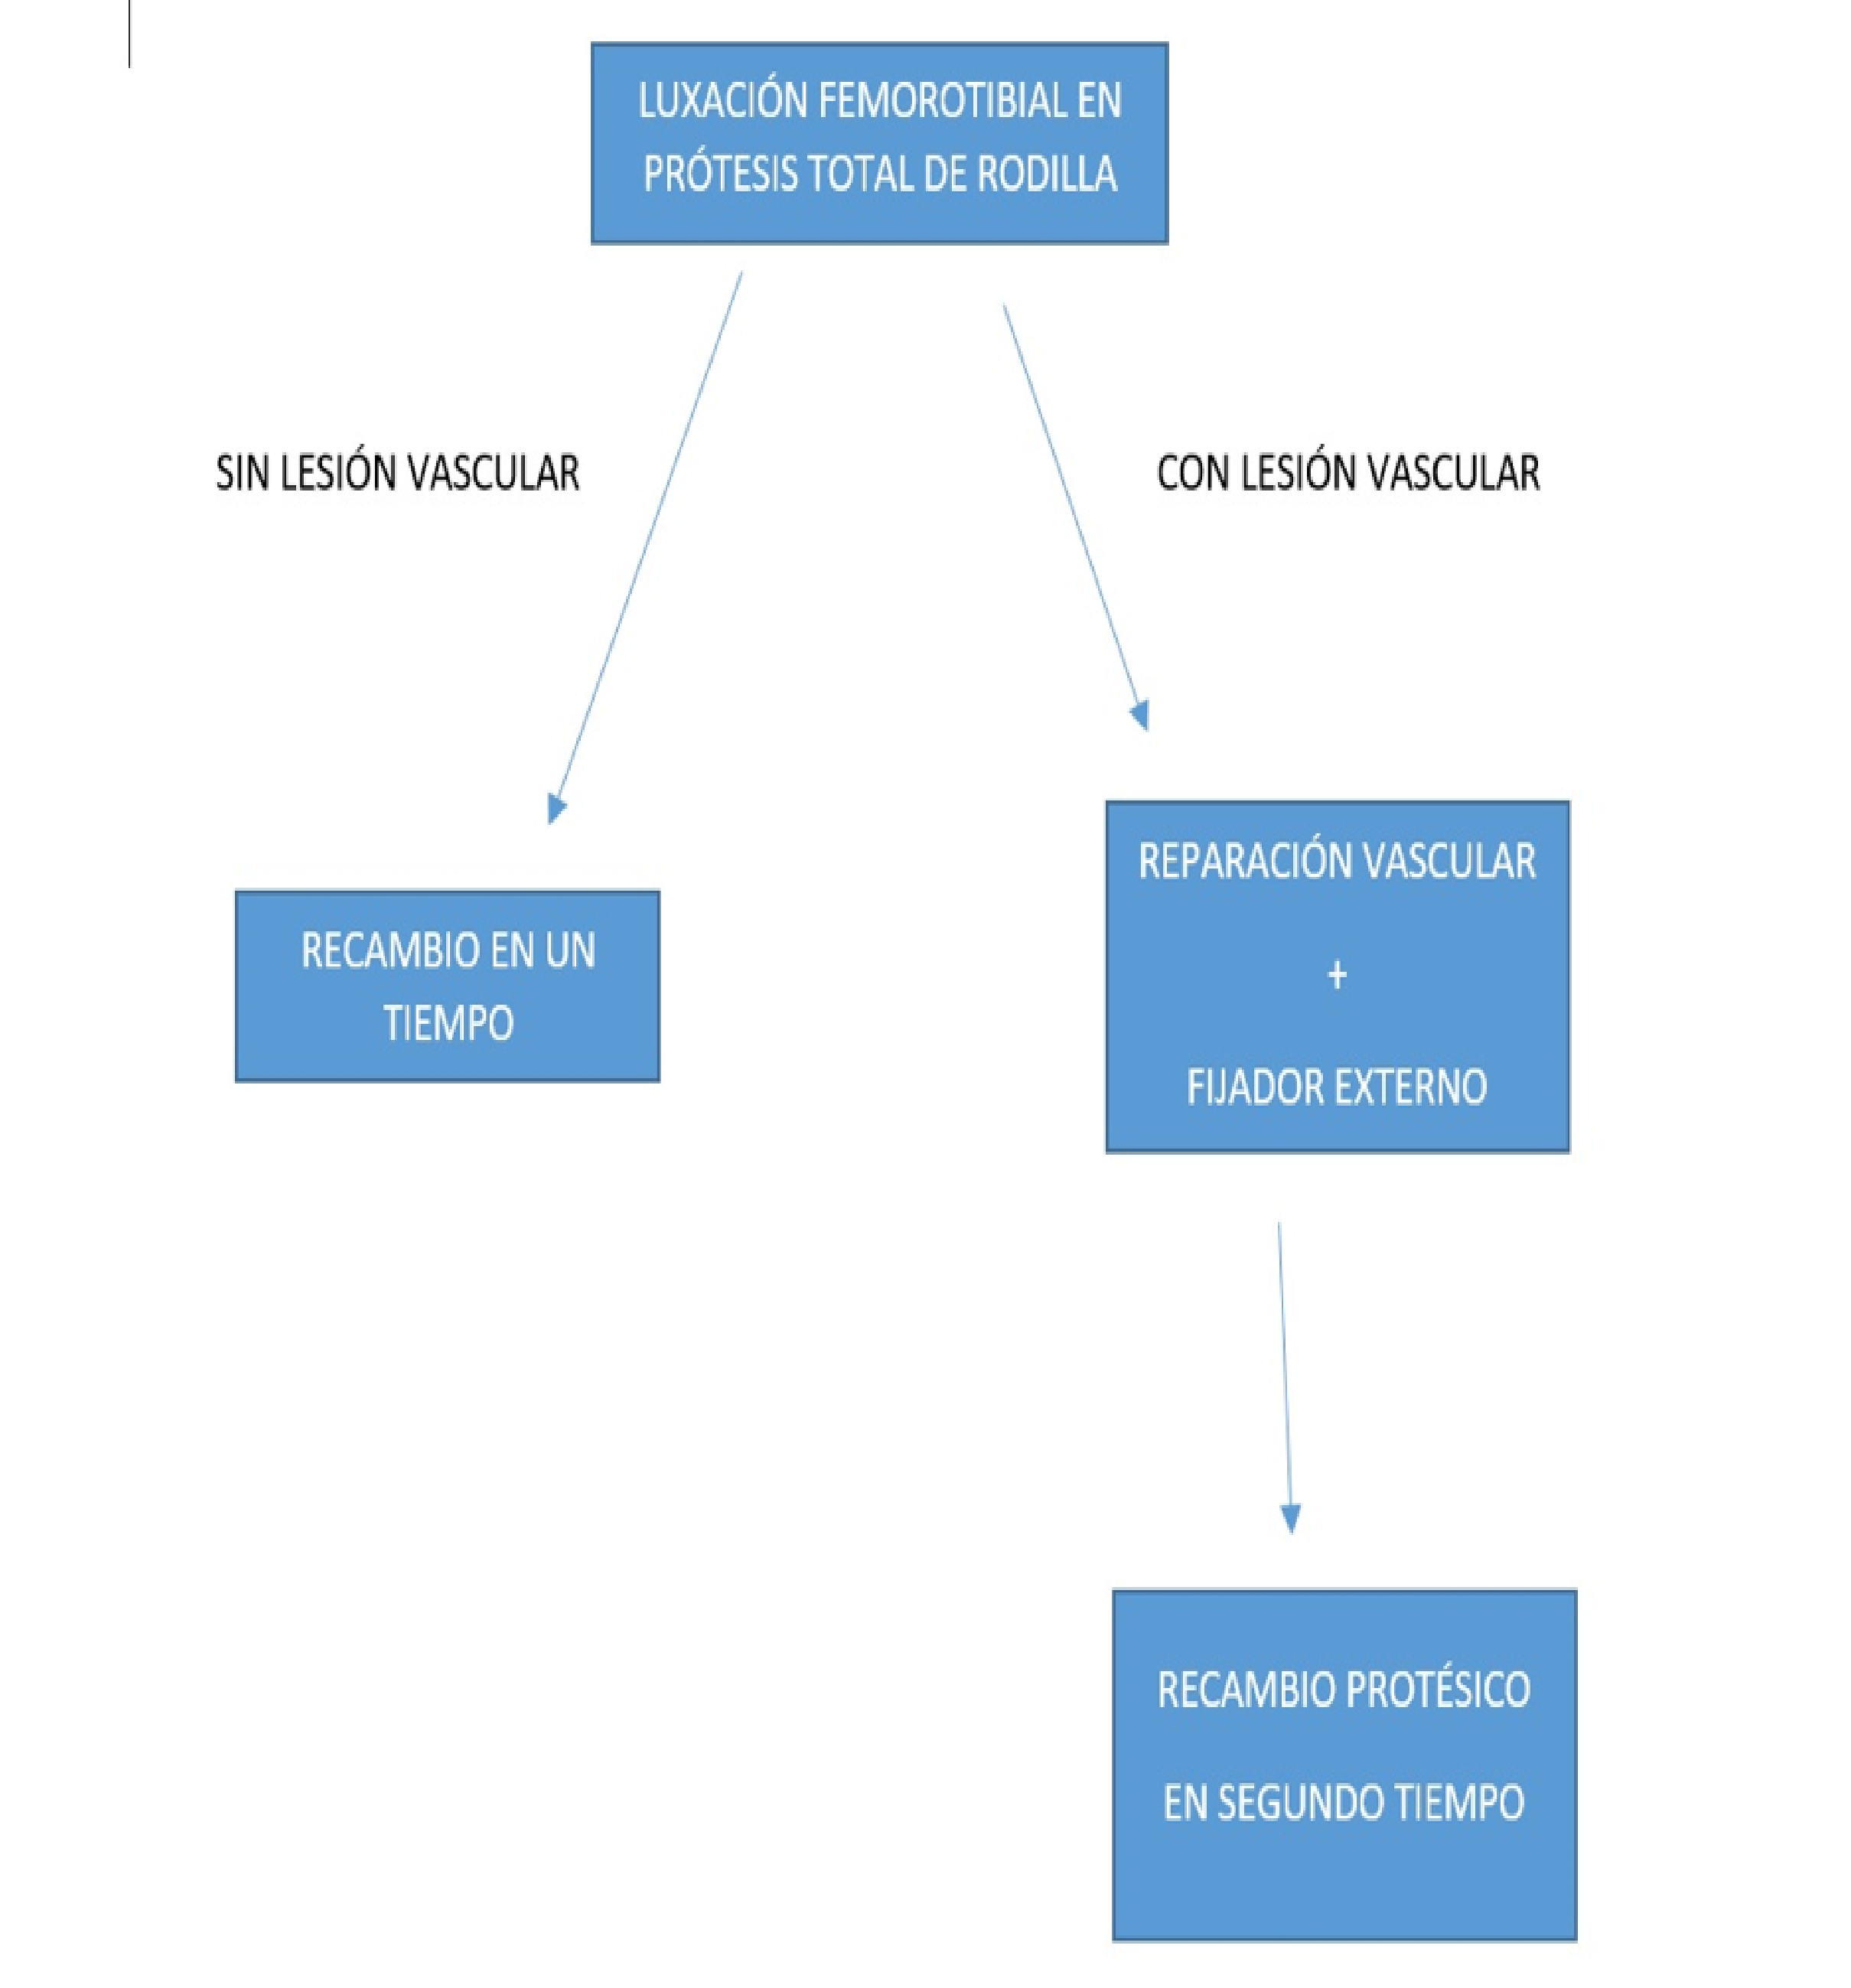 LUXACIÓN FEMOROTIBIAL EN
PRÓTESIS TOTAL DE RODILLA
SIN LESIÓN VASCULAR
CON LESIÓN VASCULAR
RECAMBIO EN UN
TIEMPO
REPARACIÓN VASCULAR
+
FIJADOR EXTERNO
RECAMBIO PROTÉSICO
EN SEGUNDO TIEMPO